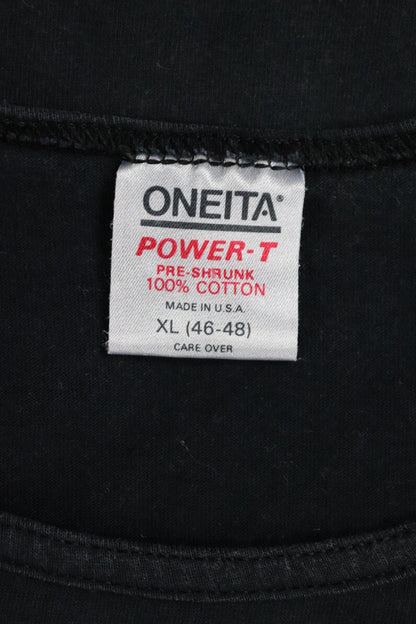 ONEITA®
POWER-T
PRE-SHRUNK
100% COTTON
MADE IN U.S.A.
XL (46-48)
CARE OVER